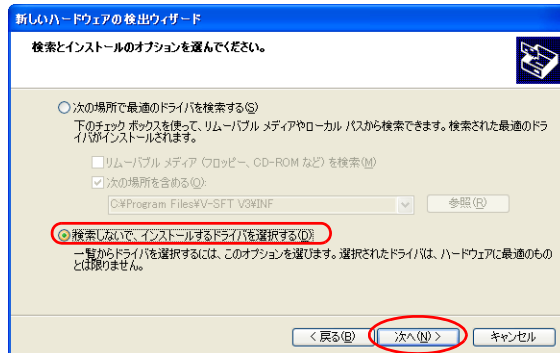 新しいハードウェアの検出ウィザード
検索とインストールのオプションを選んでください。
次の場所で最適のドライバを検索する(S)
下のチェック ボックスを使って、リムーバブル メディアやローカル パスから検索できます。検索された最適のドラ
イバがインストールされます。
リムーバブル メディア (フロッピー、CD-ROM など) を検索(M)
次の場所を含める(O):
C:¥Program Files¥V-SFT V3¥INF
参照(R)
検索しないで、インストールするドライバを選択する(D)
一覧からドライバを選択するには、このオプションを選びます。選択されたドライバは、ハードウェアに最適のもの
とは限りません。
< 戻る(B)
次へ(N) >
キャンセル